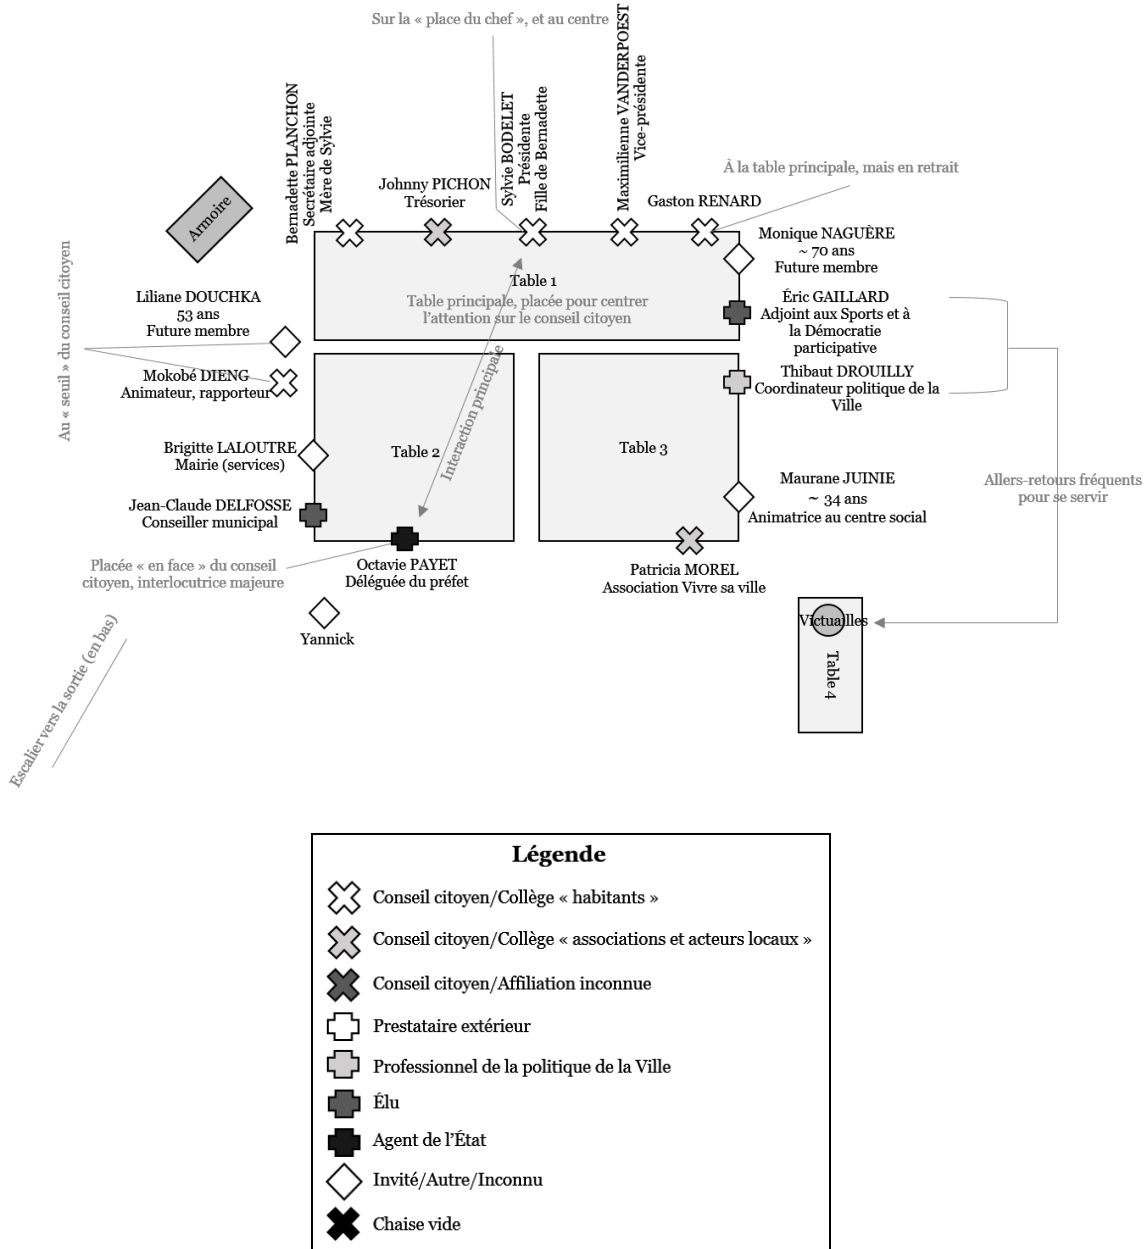 Sur la « place du chef », et au centre
Bernadette PLANCHON
Secrétaire adjointe
Mère de Sylvie
Johnny PICHON
Trésorier
Sylvie BODELET
Présidente
Fille de Bernadette
Maximilienne VANDERPOEST
Vice-présidente
Gaston RENARD
À la table principale, mais en retrait
Armoire
Monique NAGUÈRE
~ 70 ans
Future membre
Au « seuil » du conseil citoyen
Liliane DOUCHKA
53 ans
Future membre
Table 1
Table principale, placée pour centrer
l’attention sur le conseil citoyen
Éric GAILLARD
Adjoint aux Sports et à
la Démocratie
participative
Mokobé DIENG
Animateur, rapporteur
Thibaut DROUILLY
Coordinateur politique de la
Ville
Interaction principale
Brigitte LALOUTRE
Mairie (services)
Table 2
Table 3
Jean-Claude DELFOSSE
Conseiller municipal
Maurane JUINIE
~ 34 ans
Animatrice au centre social
Allers-retours fréquents
pour se servir
Placée « en face » du conseil
citoyen, interlocutrice majeure
Octavie PAYET
Déléguée du préfet
Patricia MOREL
Association Vivre sa ville
Yannick
Victuailles
Table 4
Escalier vers la sortie (en bas)
Légende
Conseil citoyen/Collège « habitants »
Conseil citoyen/Collège « associations et acteurs locaux »
Conseil citoyen/Affiliation inconnue
Prestataire extérieur
Professionnel de la politique de la Ville
Élu
Agent de l’État
Invité/Autre/Inconnu
Chaise vide